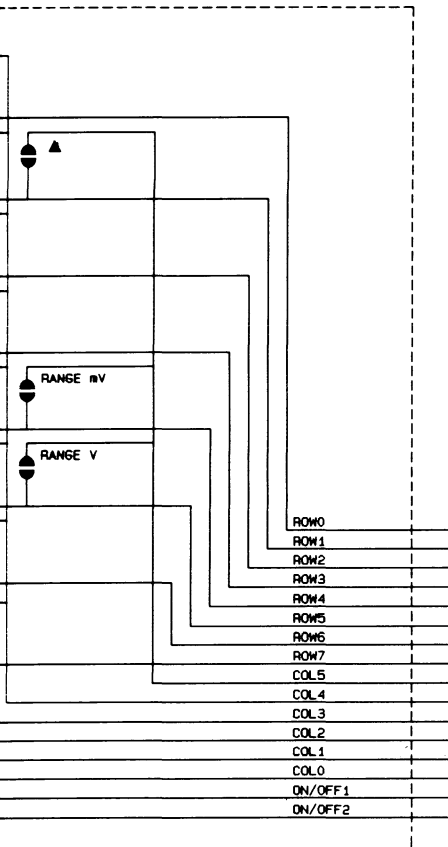 ▲
RANGE mV
RANGE V
ROW0
ROW1
ROW2
ROW3
ROW4
ROW5
ROW6
ROW7
COL5
COL4
COL3
COL2
COL1
COL0
ON/OFF1
ON/OFF2